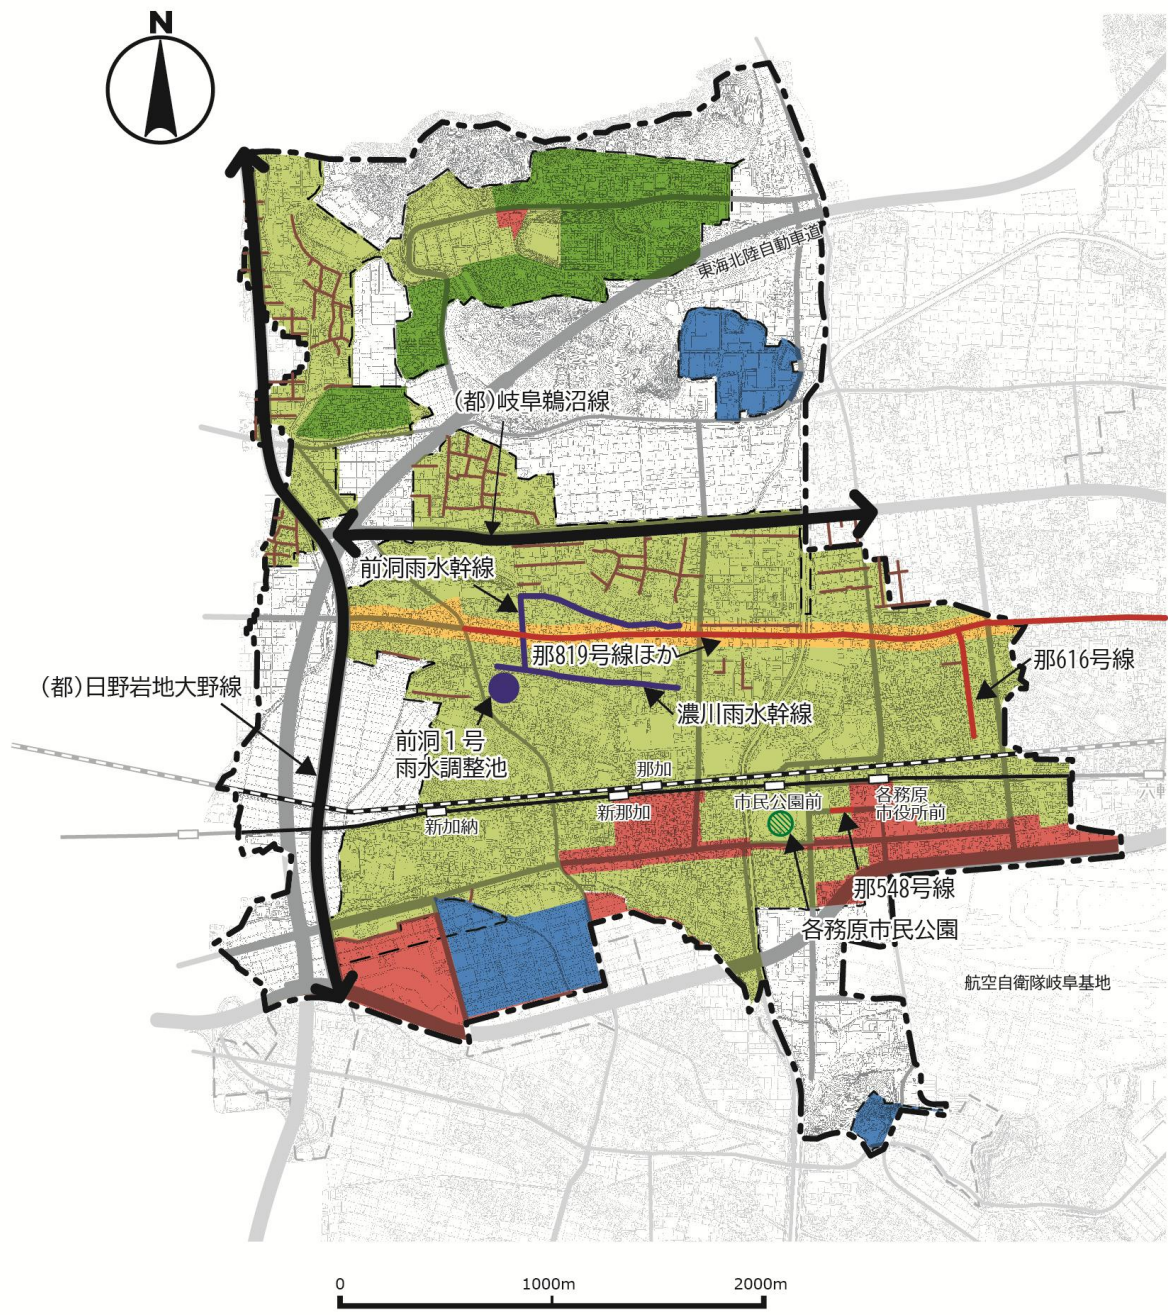 N
東海北陸自動車道
(都)岐阜鵜沼線
前洞雨水幹線
那819号線ほか
那616号線
(都)日野岩地大野線
濃川雨水幹線
前洞1号
雨水調整池
那加
新那加
市民公園前
各務原
市役所前
新加納
那548号線
各務原市民公園
航空自衛隊岐阜基地
0 1000m 2000m